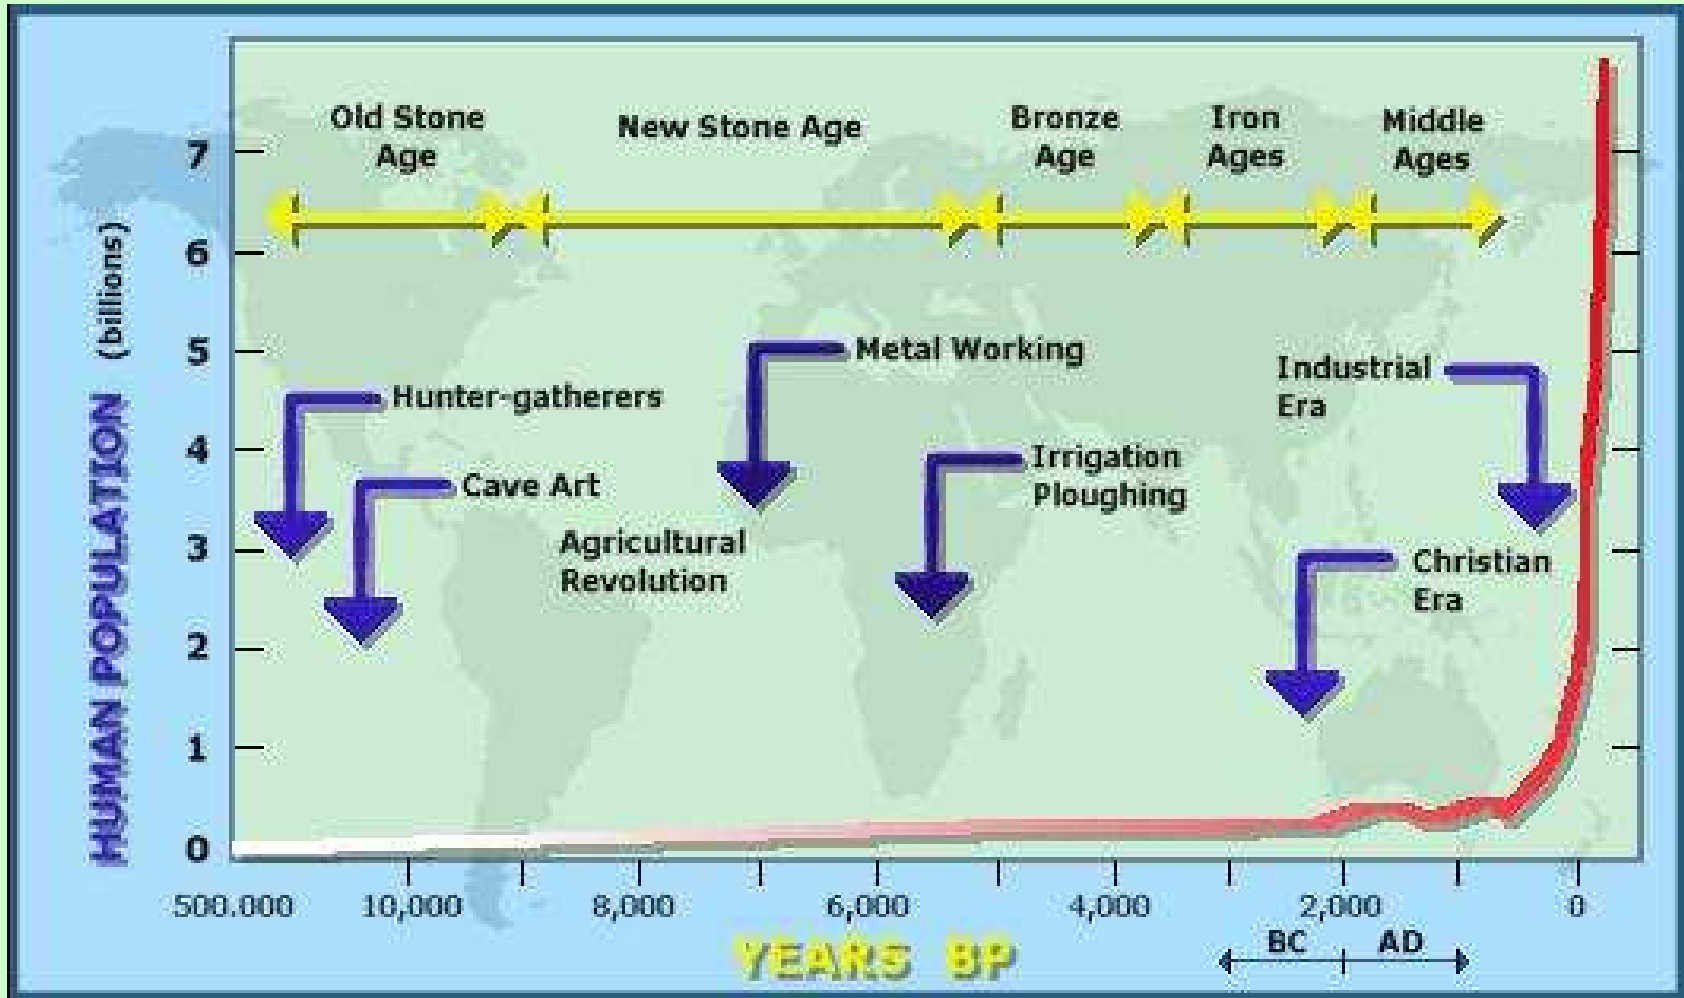 Old Stone
Age
New Stone Age
Bronze
Age
Iron
Ages
Middle
Ages
7
6
5
4
3
2
1
0
HUMAN POPULATION (billions)
Hunter-gatherers
Cave Art
Agricultural
Revolution
Metal Working
Irrigation
Ploughing
Industrial
Era
Christian
Era
500.000 10,000 8,000 6,000 4,000 2,000 0
BC AD
YEARS BP